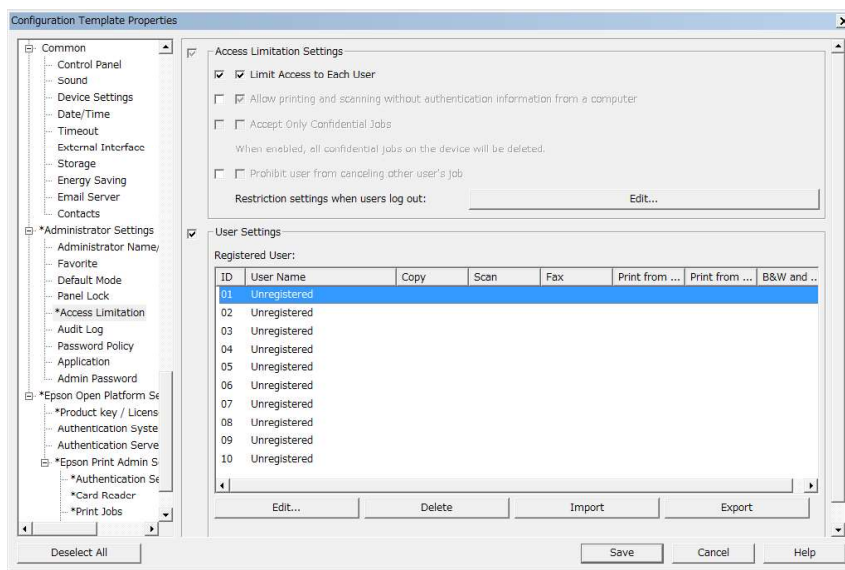 Configuration Template Properties
Common
Control Panel
Sound
Device Settings
Date/Time
Timeout
External Interface
Storage
Energy Saving
Email Server
Contacts
*Administrator Settings
Administrator Name/
Favorite
Default Mode
Panel Lock
*Access Limitation
Audit Log
Password Policy
Application
Admin Password
*Epson Open Platform Se
*Product key / Licens
Authentication Syste
Authentication Serve
*Epson Print Admin S
*Authentication Se
*Card Reader
*Print Jobs
Deselect All
Access Limitation Settings
Limit Access to Each User
Allow printing and scanning without authentication information from a computer
Accept Only Confidential Jobs
When enabled, all confidential jobs on the device will be deleted.
Prohibit user from canceling other user's job
Restriction settings when users log out: Edit...
User Settings
Registered User:
ID User Name Copy Scan Fax Print from ... Print from ... B&W and ..
01 Unregistered
02 Unregistered
03 Unregistered
04 Unregistered
05 Unregistered
06 Unregistered
07 Unregistered
08 Unregistered
09 Unregistered
10 Unregistered
Edit... Delete Import Export
Save Cancel Help